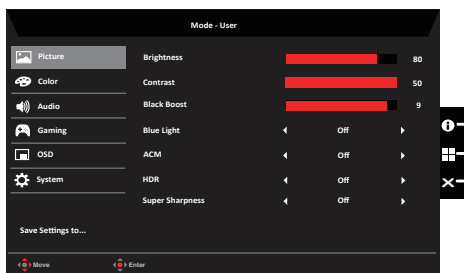 Mode - User
Picture
Color
Audio
Gaming
OSD
System
Save Settings to...
Brightness 80
Contrast 50
Black Boost 9
Blue Light Off
ACM Off
HDR Off
Super Sharpness Off
Move Enter